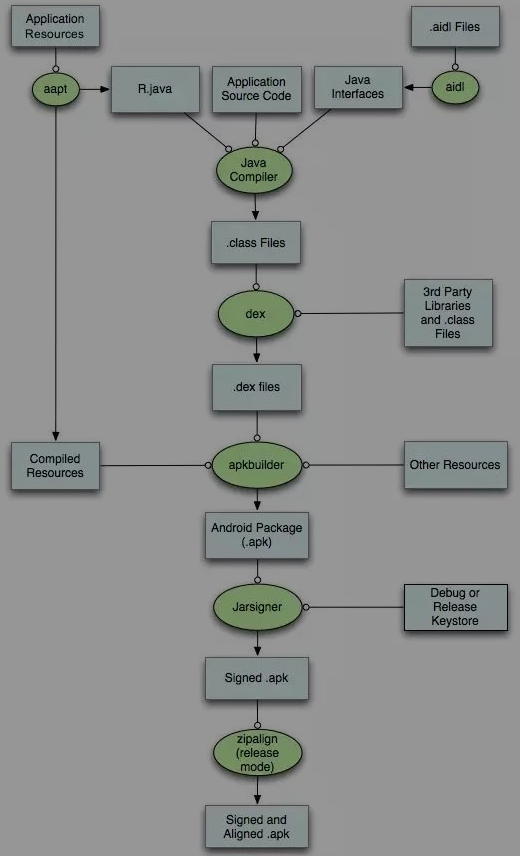 Application
Resources
.aidl Files
aapt
R.java
Application
Source Code
Java
Interfaces
aidl
Java
Compiler
.class Files
dex
3rd Party
Libraries
and .class
Files
.dex files
Compiled
Resources
apkbuilder
Other Resources
Android Package
(.apk)
Jarsigner
Debug or
Release
Keystore
Signed .apk
zipalign
(release
mode)
Signed and
Aligned .apk